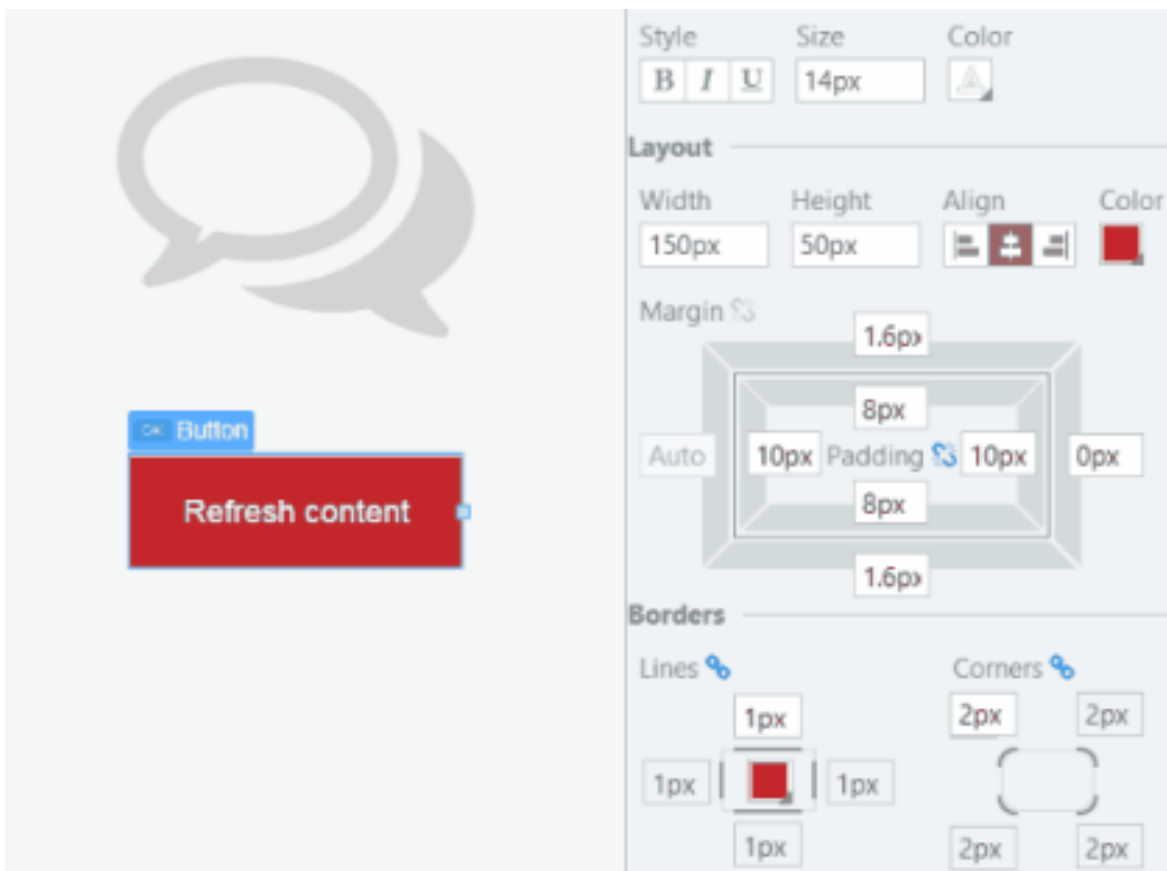 Style Size Color
B I U 14px A
Layout
Width Height Align Color
150px 50px
Margin
1.6px
8px
Auto 10px Padding 10px 0px
8px
1.6px
Button
Refresh content
Borders
Lines Corners
1px 2px 2px
1px 1px
1px 2px 2px